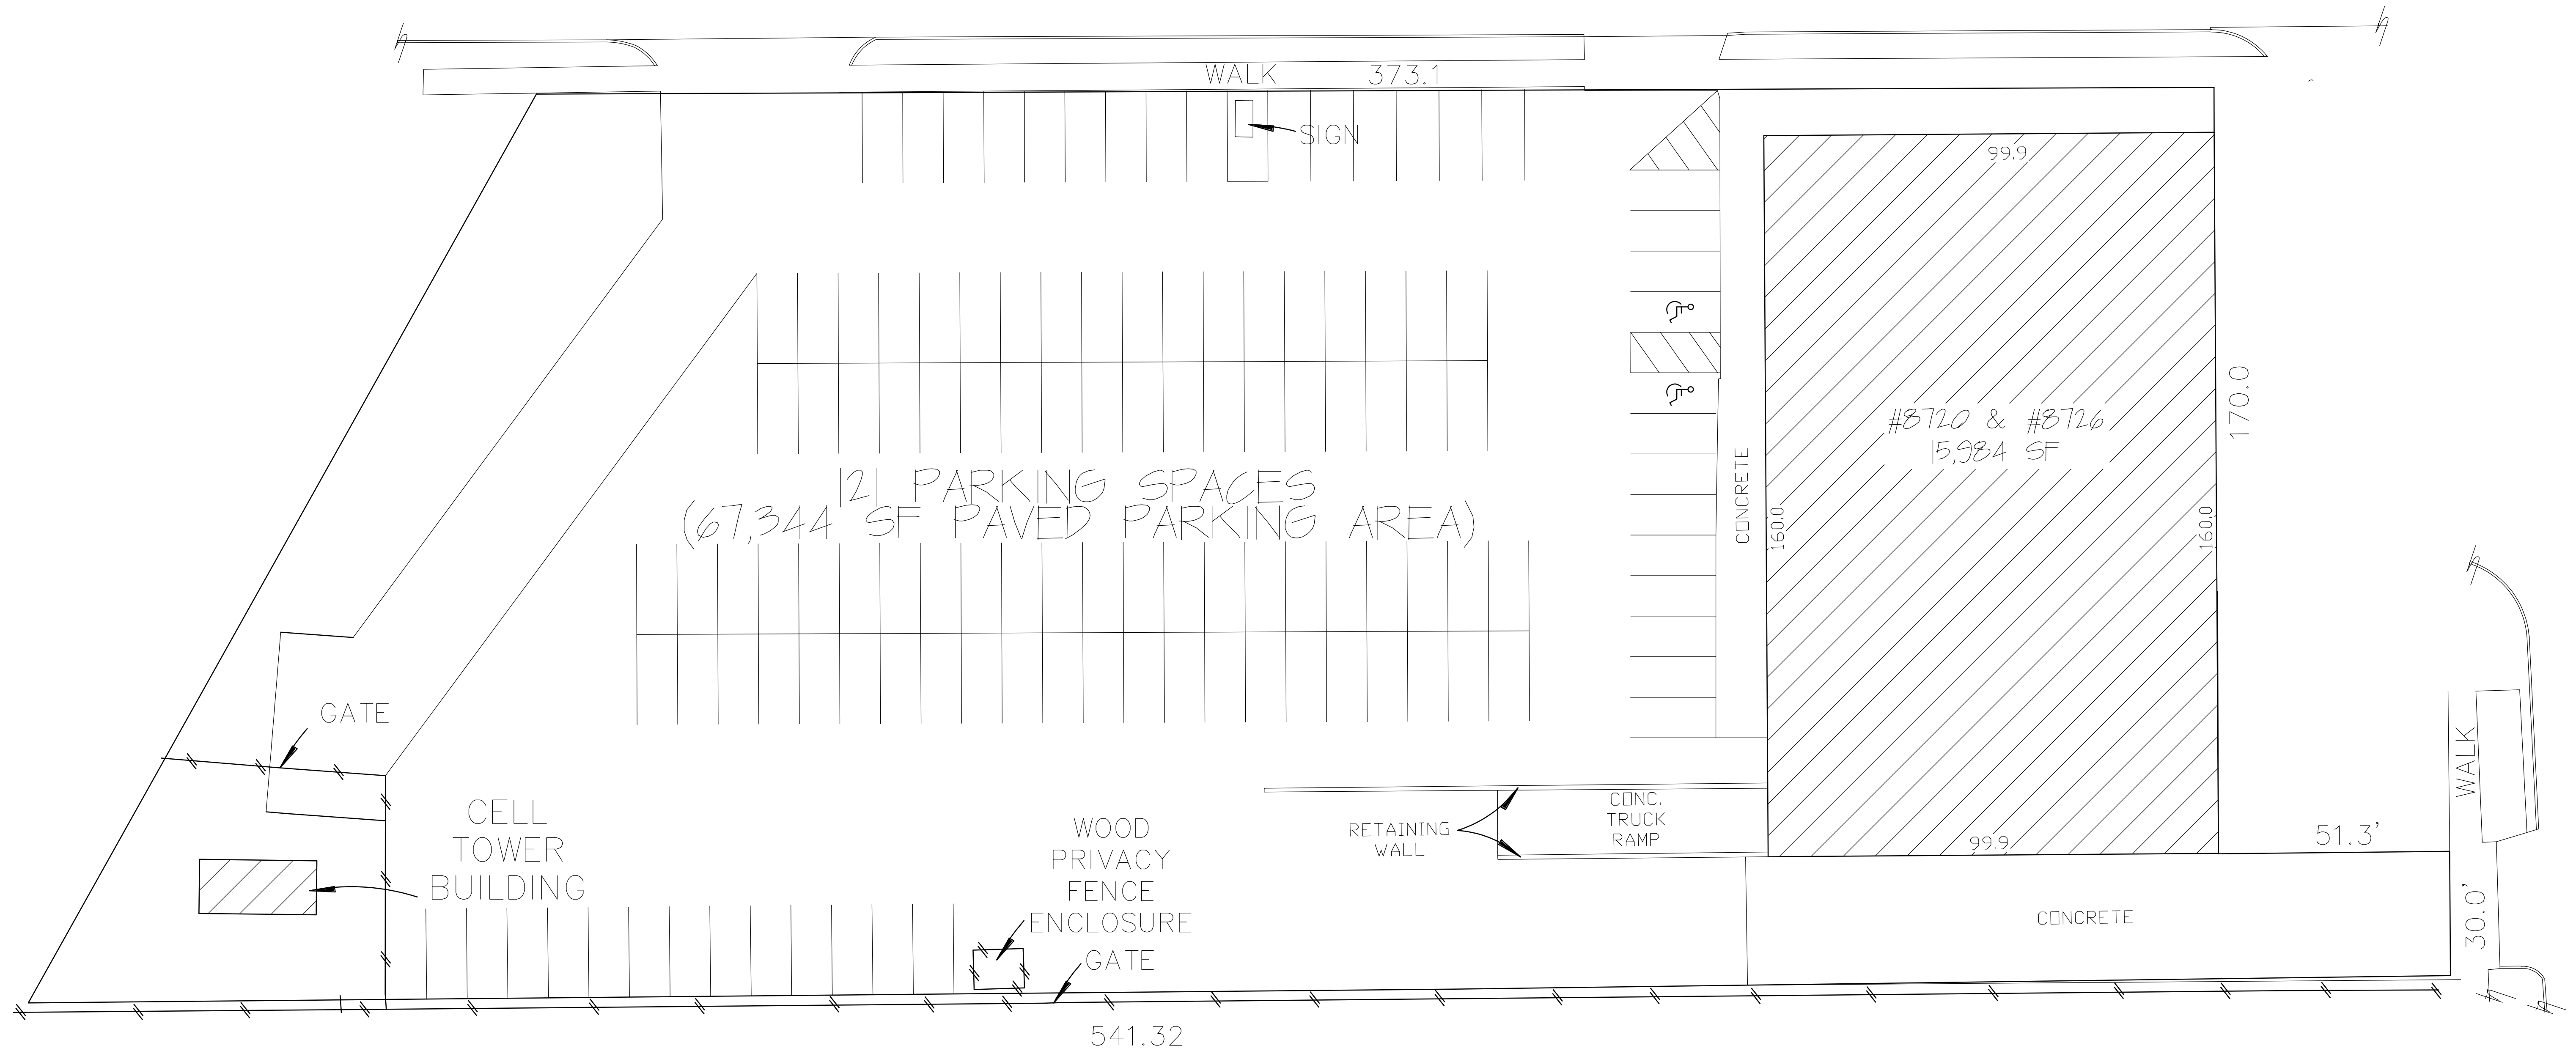 WALK 373.1
SIGN
99.9
170.0
#8720 & #8726
15,984 SF
CONCRETE
160.0
160.0
121 PARKING SPACES
(67,344 SF PAVED PARKING AREA)
GATE
WALK
CELL
TOWER
BUILDING
WOOD
PRIVACY
FENCE
ENCLOSURE
GATE
RETAINING
WALL
CONC.
TRUCK
RAMP
99.9
51.3'
30.0'
CONCRETE
541.32